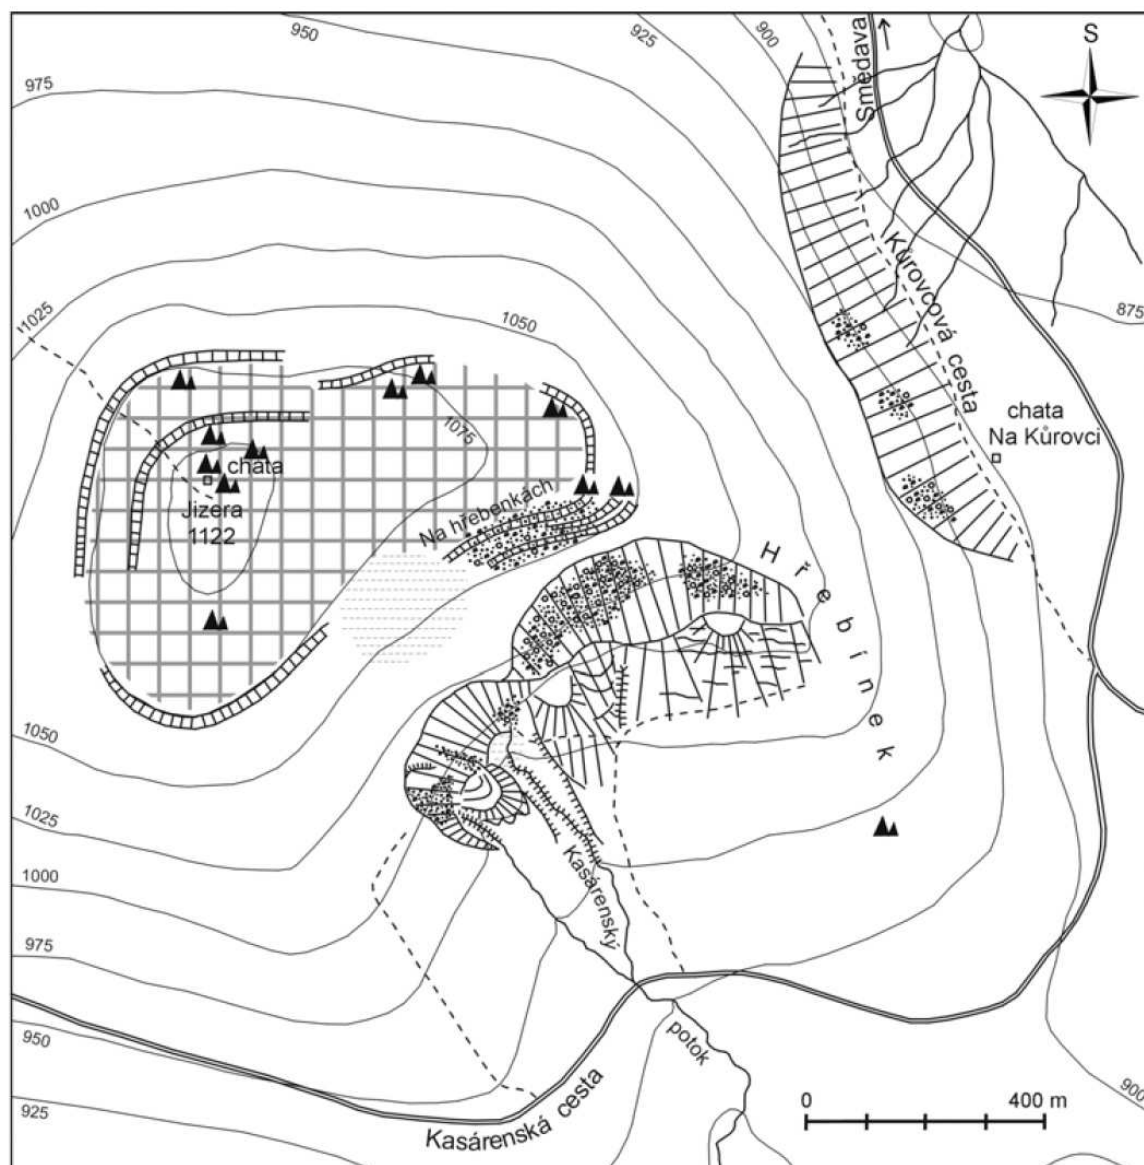 950
925
900
Smědava
S
975
1000
1025
1050
875
Kůrovcová cesta
chata
Na Kůrovci
1075
chata
Jizera
1122
Na hřebenkách
Hřebínek
1050
1025
1000
975
950
925
Kasárenský
potok
Kasárenská cesta
0 400 m
900